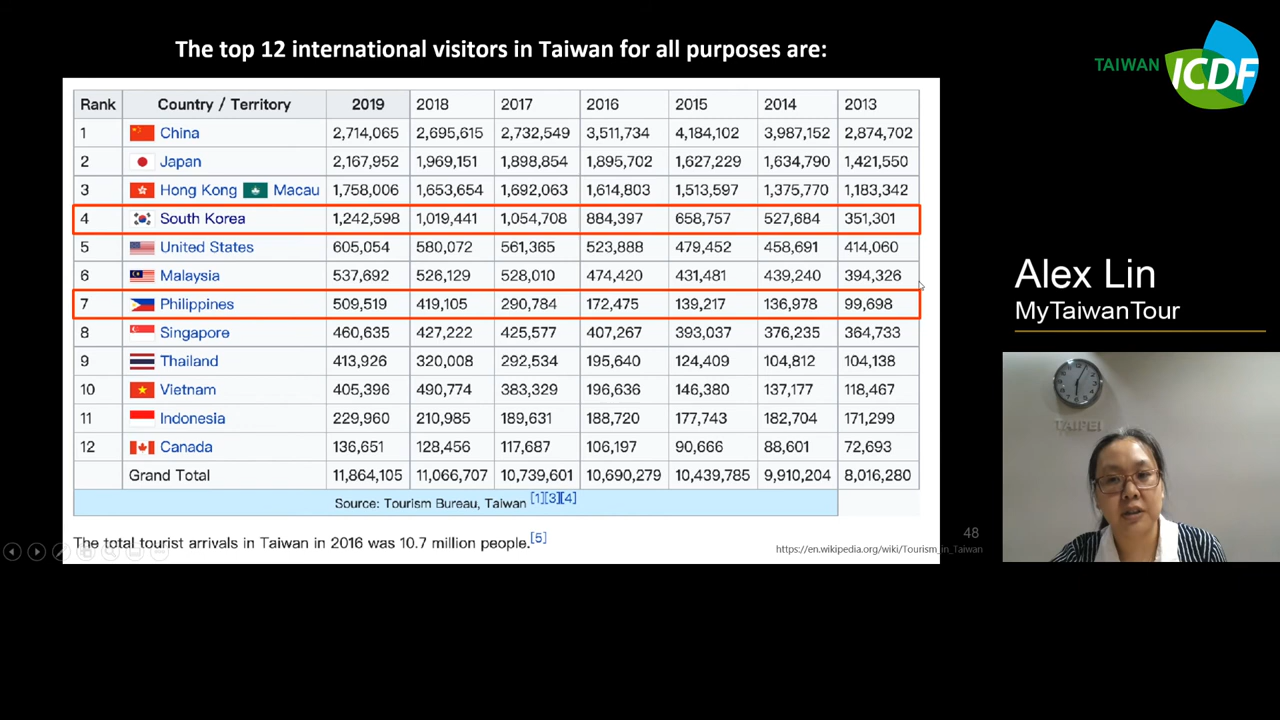 The top 12 international visitors in Taiwan for all purposes are:
TAIWAN ICDF
Rank Country / Territory 2019 2018 2017 2016 2015 2014 2013
1 China 2,714,065 2,695,615 2,732,549 3,511,734 4,184,102 3,987,152 2,874,702
2 Japan 2,167,952 1,969,151 1,898,854 1,895,702 1,627,229 1,634,790 1,421,550
3 Hong Kong Macau 1,758,006 1,653,654 1,692,063 1,614,803 1,513,597 1,375,770 1,183,342
4 South Korea 1,242,598 1,019,441 1,054,708 884,397 658,757 527,684 351,301
5 United States 605,054 580,072 561,365 523,888 479,452 458,691 414,060
6 Malaysia 537,692 526,129 528,010 474,420 431,481 439,240 394,326
7 Philippines 509,519 419,105 290,784 172,475 139,217 136,978 99,698
8 Singapore 460,635 427,222 425,577 407,267 393,037 376,235 364,733
9 Thailand 413,926 320,008 292,534 195,640 124,409 104,812 104,138
10 Vietnam 405,396 490,774 383,329 196,636 146,380 137,177 118,467
11 Indonesia 229,960 210,985 189,631 188,720 177,743 182,704 171,299
12 Canada 136,651 128,456 117,687 106,197 90,666 88,601 72,693
Grand Total 11,864,105 11,066,707 10,739,601 10,690,279 10,439,785 9,910,204 8,016,280
Source: Tourism Bureau, Taiwan [1][3][4]
The total tourist arrivals in Taiwan in 2016 was 10.7 million people.[5]
48
https://en.wikipedia.org/wiki/Tourism_in_Taiwan
Alex Lin
MyTaiwanTour
TAIPEI